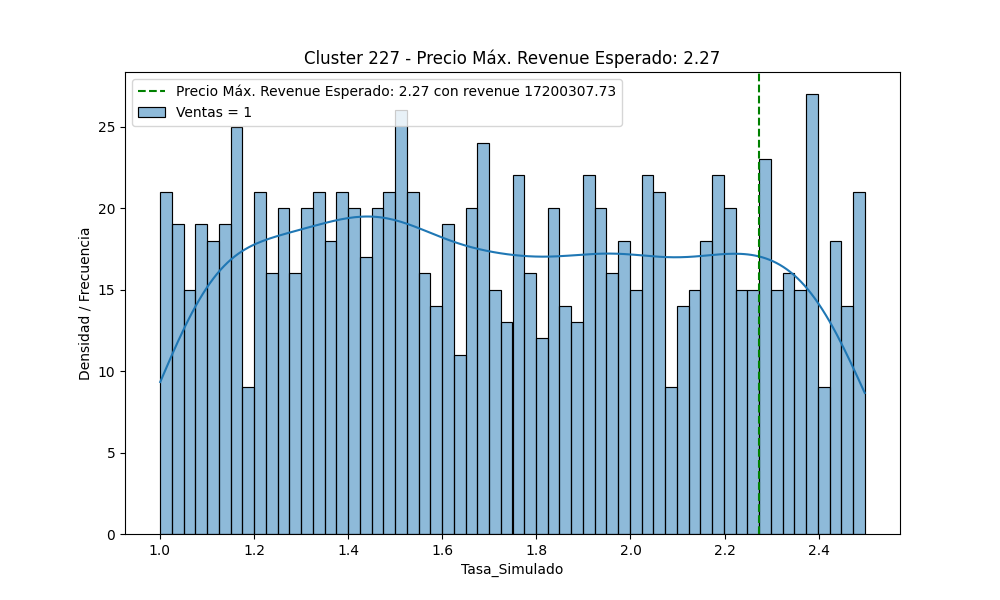 Cluster 227 - Precio Máx. Revenue Esperado: 2.27
Precio Máx. Revenue Esperado: 2.27 con revenue 17200307.73
Ventas = 1
Densidad / Frecuencia
25
20
15
10
5
0
1.0 1.2 1.4 1.6 1.8 2.0 2.2 2.4
Tasa_Simulado